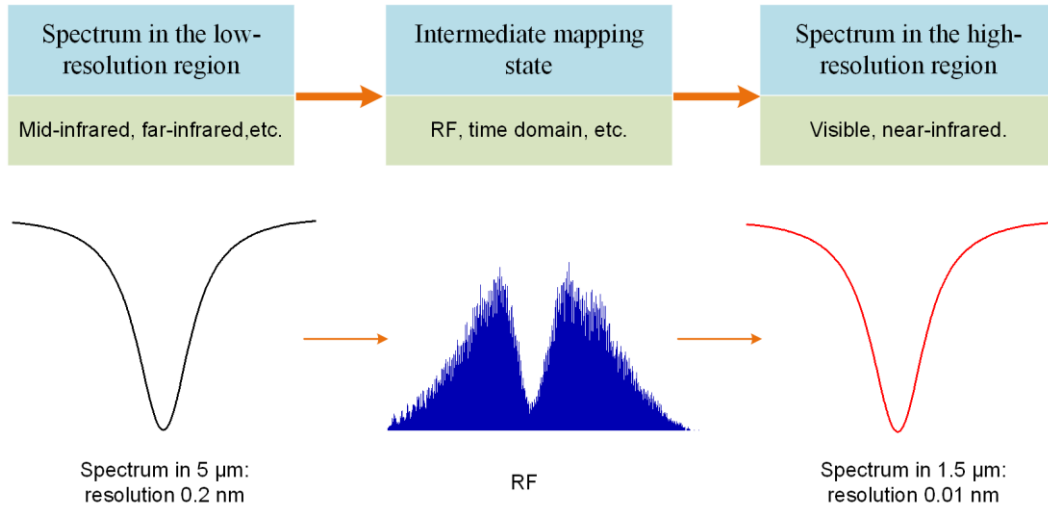 Spectrum in the low-
resolution region
Mid-infrared, far-infrared,etc.
Intermediate mapping
state
RF, time domain, etc.
Spectrum in the high-
resolution region
Visible, near-infrared.
Spectrum in 5 μm:
resolution 0.2 nm
RF
Spectrum in 1.5 μm:
resolution 0.01 nm